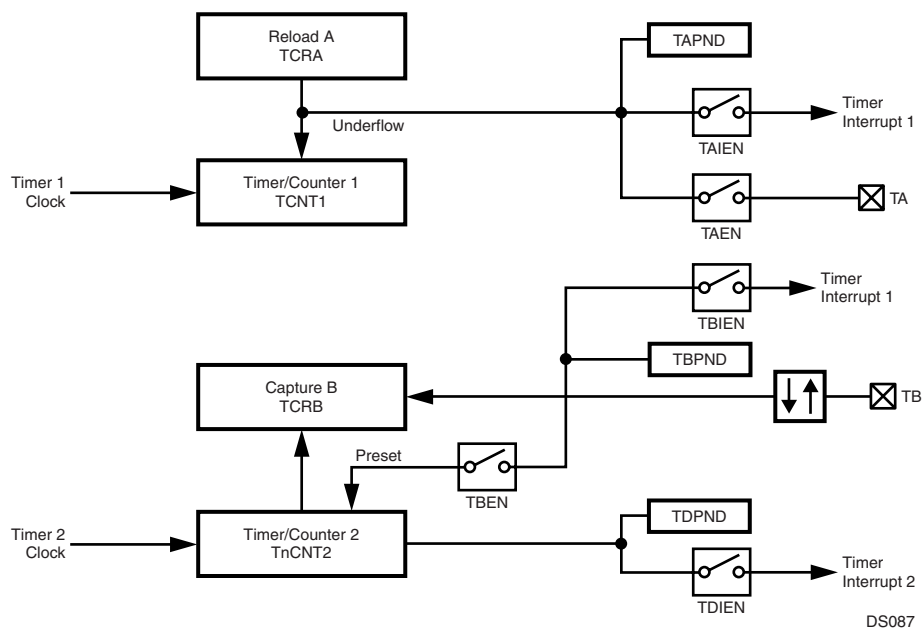 Reload A
TCRA
TAPND
Underflow
Timer
Interrupt 1
TAIEN
Timer 1
Clock
Timer/Counter 1
TCNT1
TA
TAEN
Timer
Interrupt 1
TBIEN
TBPND
Capture B
TCRB
TB
Preset
TBEN
TDPND
Timer 2
Clock
Timer/Counter 2
TnCNT2
Timer
Interrupt 2
TDIEN
DS087